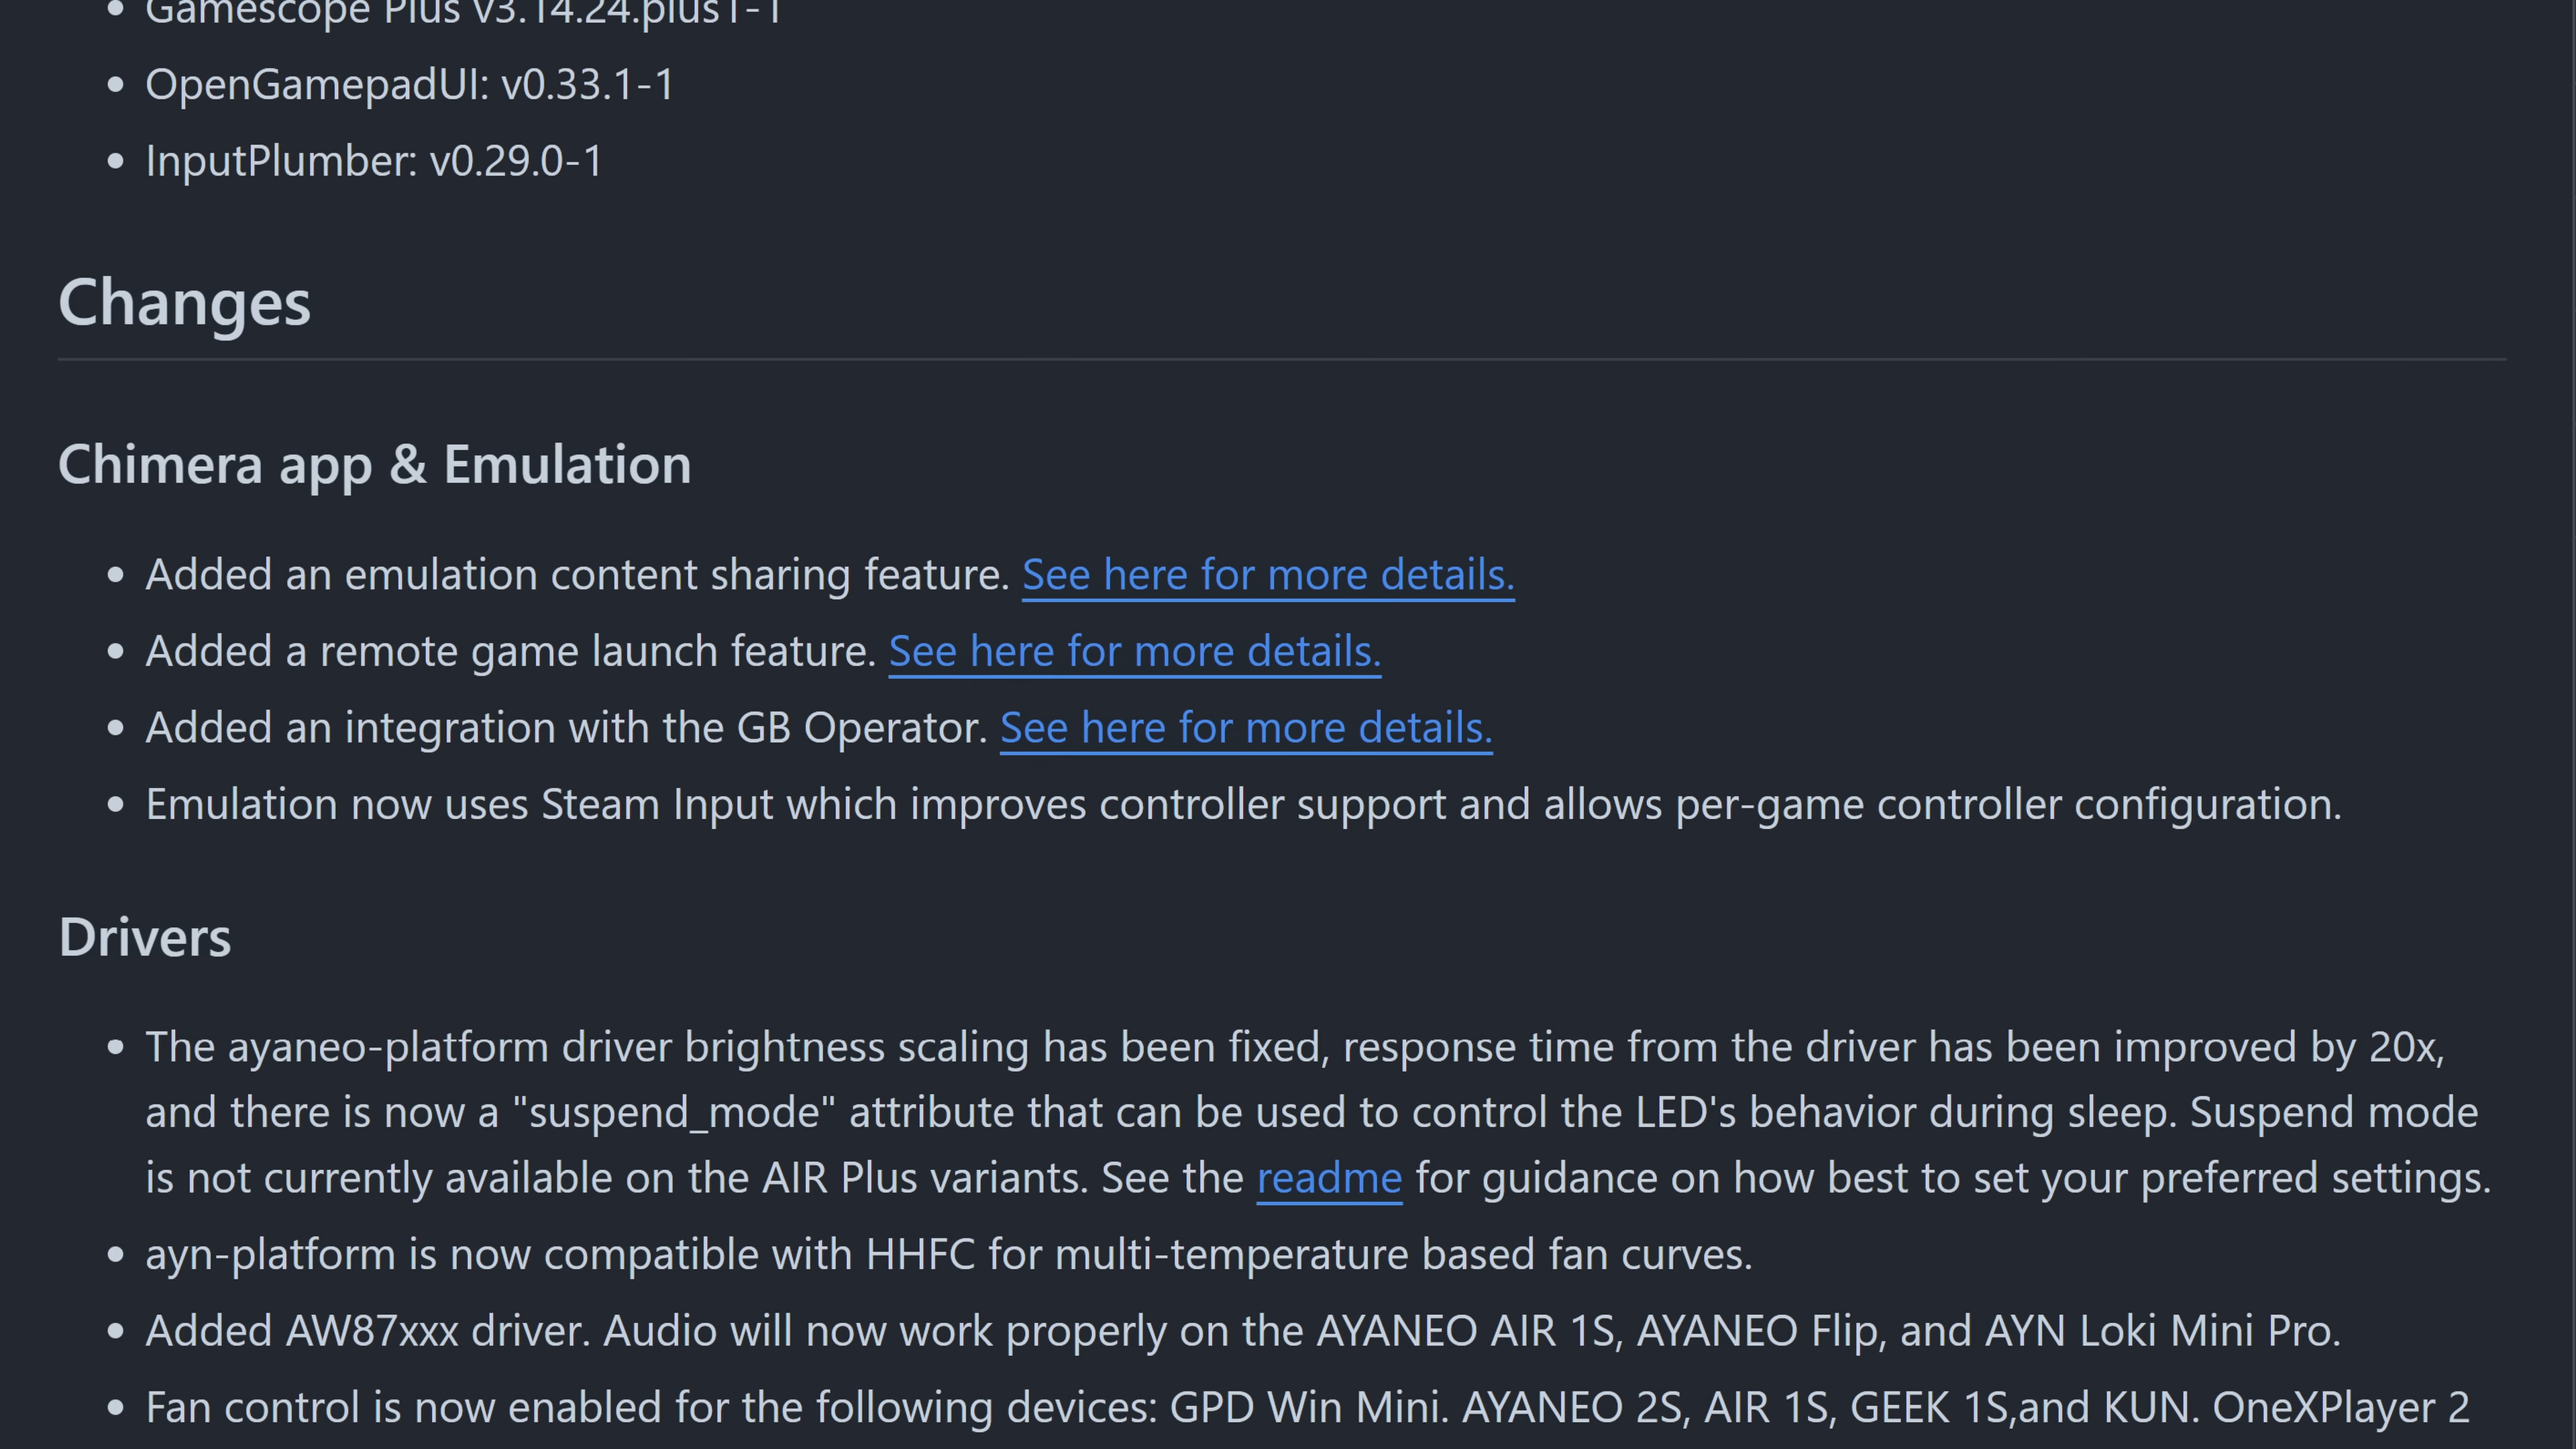 Gamescope Plus v3.14.24.plus1-1
OpenGamepadUI: v0.33.1-1
InputPlumber: v0.29.0-1
Changes
Chimera app & Emulation
Added an emulation content sharing feature. See here for more details.
Added a remote game launch feature. See here for more details.
Added an integration with the GB Operator. See here for more details.
Emulation now uses Steam Input which improves controller support and allows per-game controller configuration.
Drivers
The ayaneo-platform driver brightness scaling has been fixed, response time from the driver has been improved by 20x,
and there is now a "suspend_mode" attribute that can be used to control the LED's behavior during sleep. Suspend mode
is not currently available on the AIR Plus variants. See the readme for guidance on how best to set your preferred settings.
ayn-platform is now compatible with HHFC for multi-temperature based fan curves.
Added AW87xxx driver. Audio will now work properly on the AYANEO AIR 1S, AYANEO Flip, and AYN Loki Mini Pro.
Fan control is now enabled for the following devices: GPD Win Mini. AYANEO 2S, AIR 1S, GEEK 1S,and KUN. OneXPlayer 2